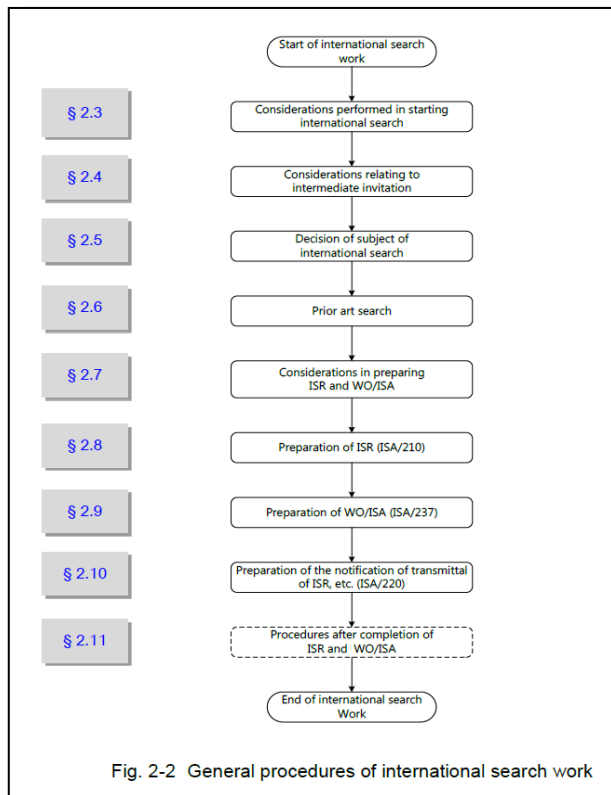 Start of international search
work
§ 2.3
Considerations performed in starting
international search
§ 2.4
Considerations relating to
intermediate invitation
§ 2.5
Decision of subject of
international search
§ 2.6
Prior art search
§ 2.7
Considerations in preparing
ISR and WO/ISA
§ 2.8
Preparation of ISR (ISA/210)
§ 2.9
Preparation of WO/ISA (ISA/237)
§ 2.10
Preparation of the notification of transmittal
of ISR, etc. (ISA/220)
§ 2.11
Procedures after completion of
ISR and WO/ISA
End of international search
Work
Fig. 2-2 General procedures of international search work